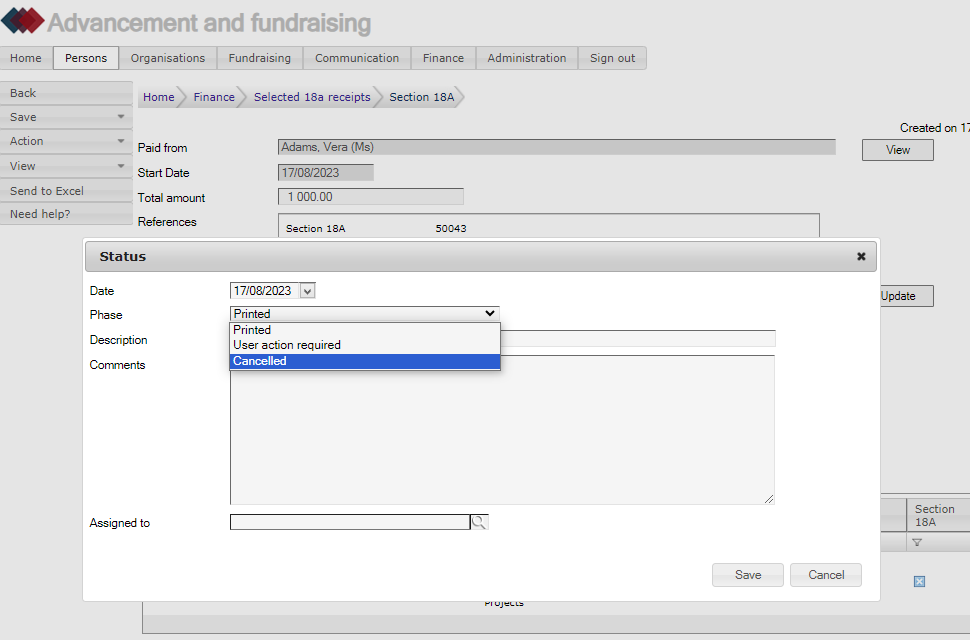 Advancement and fundraising
Home Persons Organisations Fundraising Communication Finance Administration Sign out
Back
Save
Action
View
Send to Excel
Need help?
Home Finance Selected 18a receipts Section 18A
Created on 17
Paid from Adams, Vera (Ms) View
Start Date 17/08/2023
Total amount 1 000.00
References
Section 18A 50043
Status
Date 17/08/2023
Update
Phase Printed
Printed
User action required
Cancelled
Description
Comments
Section
18A
Assigned to
Save Cancel
Projects